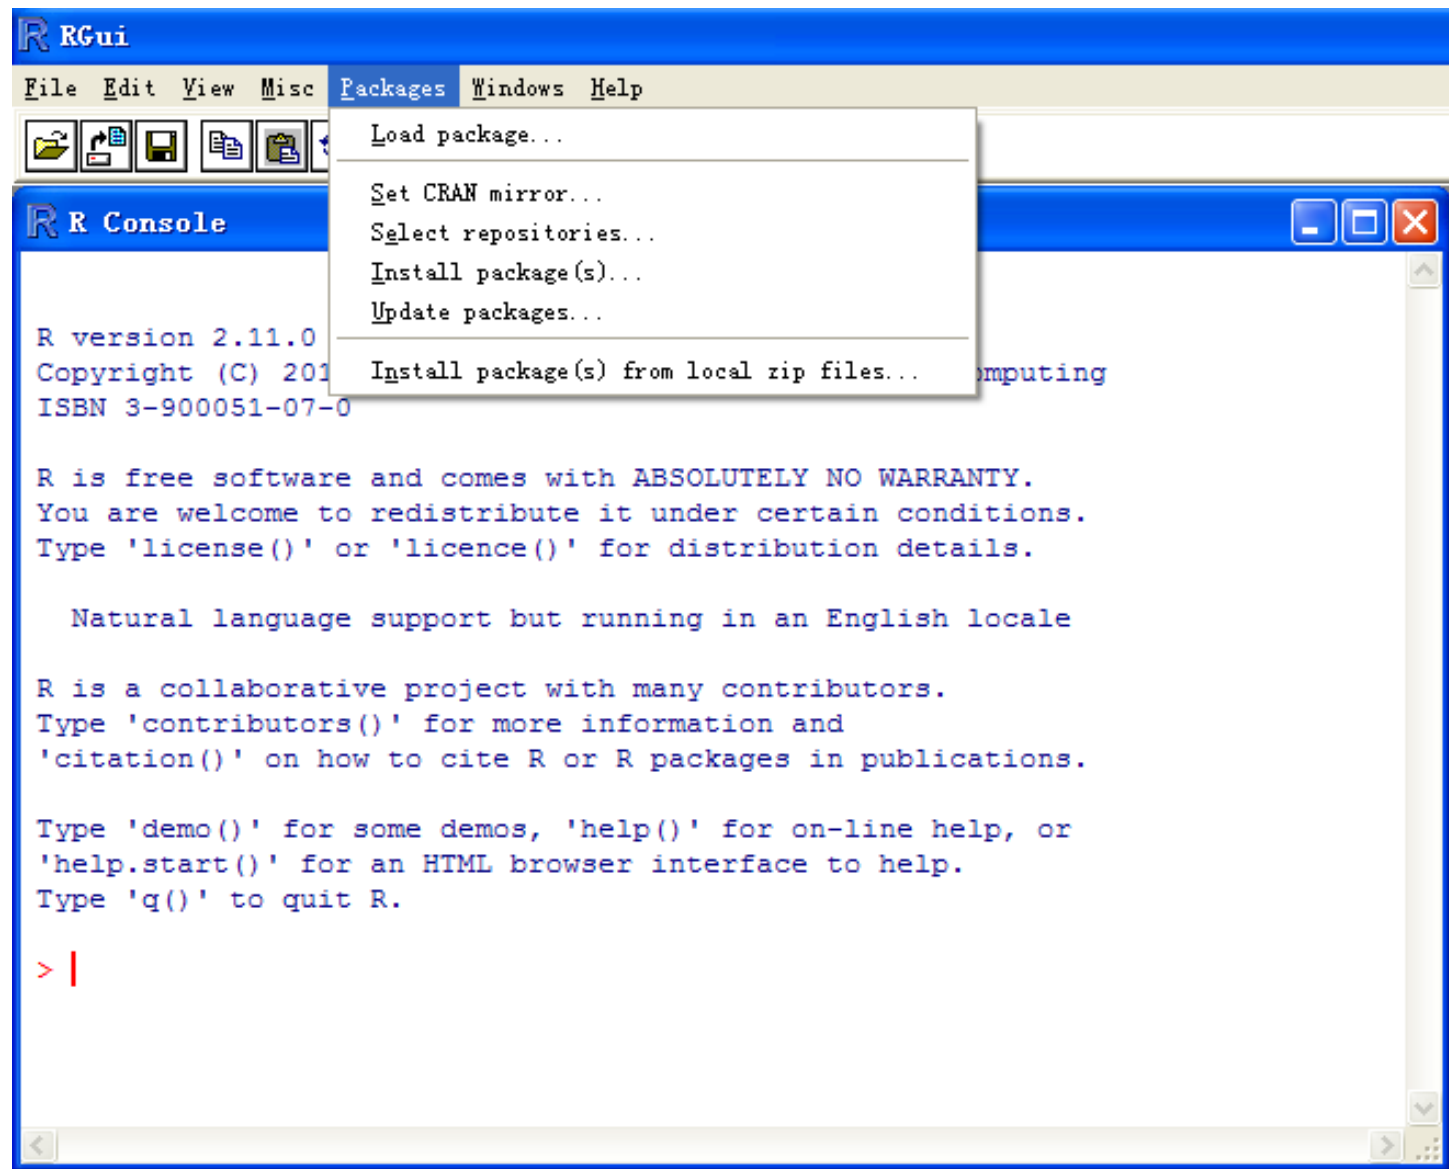 RGui
File Edit View Misc Packages Windows Help
Load package...
Set CRAN mirror...
Select repositories...
Install package(s)...
Update packages...
Install package(s) from local zip files...
R Console
R version 2.11.0
Copyright (C)
ISBN 3-900051-07-0
R is free software and comes with ABSOLUTELY NO WARRANTY.
You are welcome to redistribute it under certain conditions.
Type 'license()' or 'licence()' for distribution details.
Natural language support but running in an English locale
R is a collaborative project with many contributors.
Type 'contributors()' for more information and
'citation()' on how to cite R or R packages in publications.
Type 'demo()' for some demos, 'help()' for on-line help, or
'help.start()' for an HTML browser interface to help.
Type 'q()' to quit R.
>